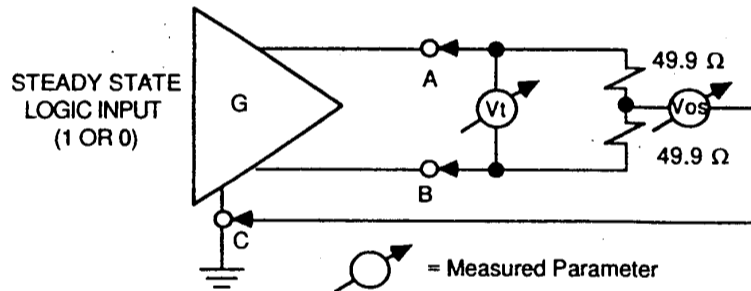 49.9 Ω
STEADY STATE
LOGIC INPUT
(1 OR 0)
G
A
Vt
Vos
49.9 Ω
B
C
= Measured Parameter